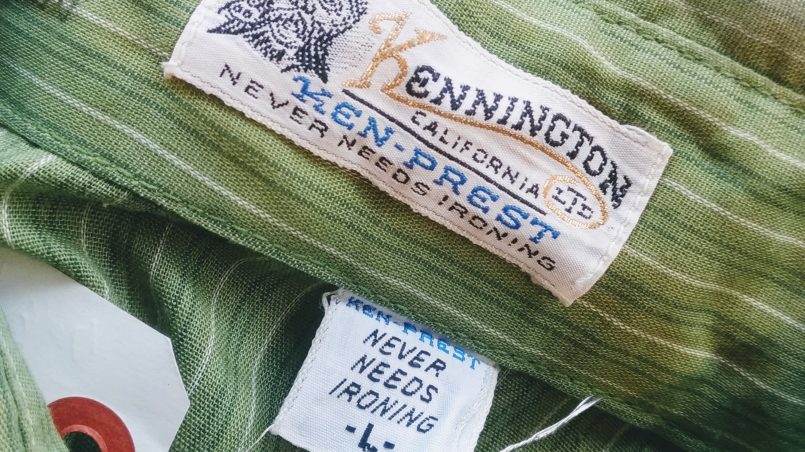 KENNINGTON
CALIFORNIA
LTD
KEN-PREST
NEVER NEEDS IRONING
KEN-PREST
NEVER
NEEDS
IRONING
-L-